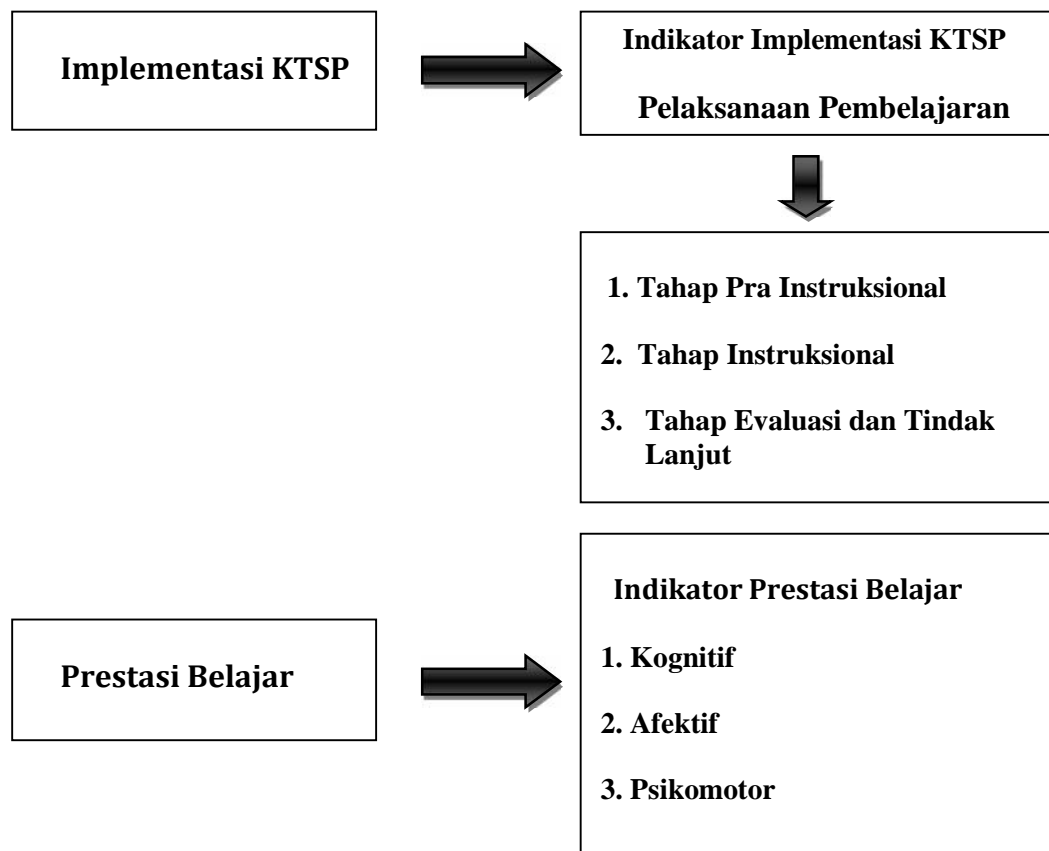 Implementasi KTSP
Indikator Implementasi KTSP
Pelaksanaan Pembelajaran
1. Tahap Pra Instruksional
2. Tahap Instruksional
3. Tahap Evaluasi dan Tindak
Lanjut
Prestasi Belajar
Indikator Prestasi Belajar
1. Kognitif
2. Afektif
3. Psikomotor